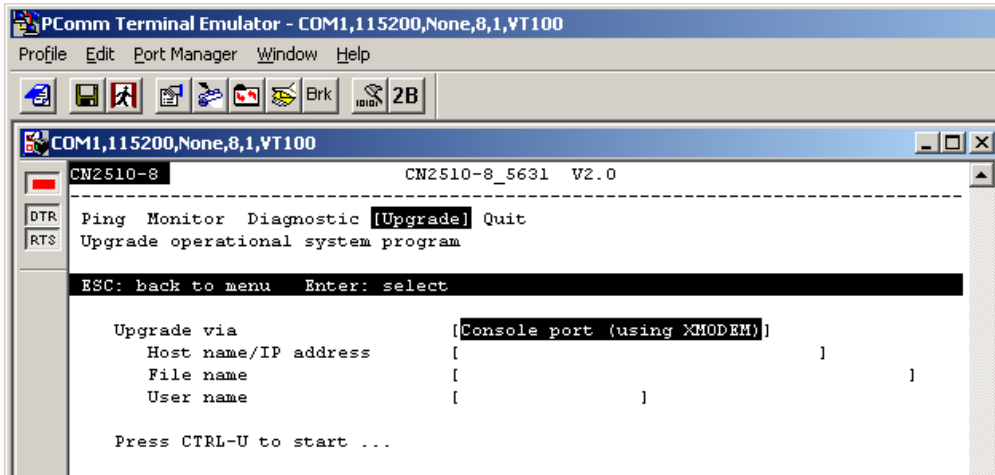 PComm Terminal Emulator - COM1,115200,None,8,1,VT100
Profile Edit Port Manager Window Help
Brk 2B
COM1,115200,None,8,1,VT100
CN2510-8 CN2510-8_5631 V2.0
DTR
RTS
Ping Monitor Diagnostic [Upgrade] Quit
Upgrade operational system program
ESC: back to menu Enter: select
Upgrade via [Console port (using XMODEM)]
Host name/IP address [ ]
File name [ ]
User name [ ]
Press CTRL-U to start ...